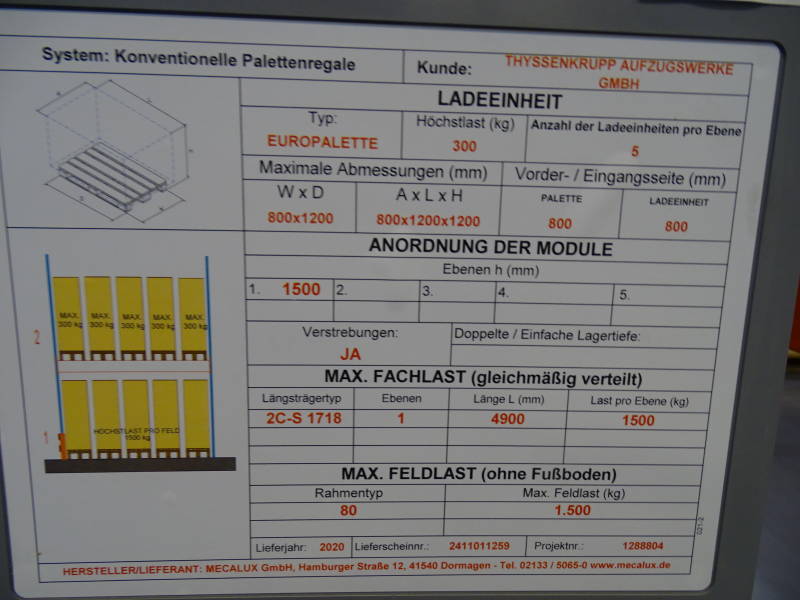 System: Konventionelle Palettenregale
Kunde: THYSSENKRUPP AUFZUGSWERKE GMBH
LADEEINHEIT
Typ: Höchstlast (kg) Anzahl der Ladeeinheiten pro Ebene
EUROPALETTE 300 5
Maximale Abmessungen (mm) Vorder- / Eingangsseite (mm)
W x D A x L x H PALETTE LADEEINHEIT
800x1200 800x1200x1200 800 800
ANORDNUNG DER MODULE
Ebenen h (mm)
1. 1500 2. 3. 4. 5.
Verstrebungen: Doppelte / Einfache Lagertiefe:
JA
MAX. FACHLAST (gleichmäßig verteilt)
Längsträgertyp Ebenen Länge L (mm) Last pro Ebene (kg)
2C-S 1718 1 4900 1500
MAX. FELDLAST (ohne Fußboden)
Rahmentyp Max. Feldlast (kg)
80 1.500
Lieferjahr: 2020 Lieferscheinnr.: 2411011259 Projektnr.: 1288804
HERSTELLER/LIEFERANT: MECALUX GmbH, Hamburger Straße 12, 41540 Dormagen - Tel. 02133 / 5065-0 www.mecalux.de
MAX. MAX. MAX. MAX. MAX.
300 kg 300 kg 300 kg 300 kg 300 kg
2
HÖCHSTLAST PRO FELD
1500 kg
1